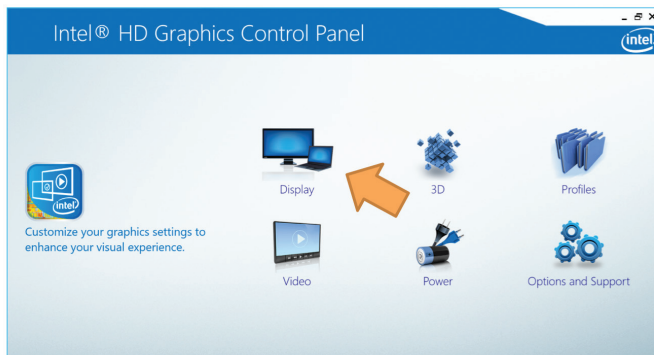 Intel® HD Graphics Control Panel
intel
Display
3D
Profiles
intel
Customize your graphics settings to
enhance your visual experience.
Video
Power
Options and Support